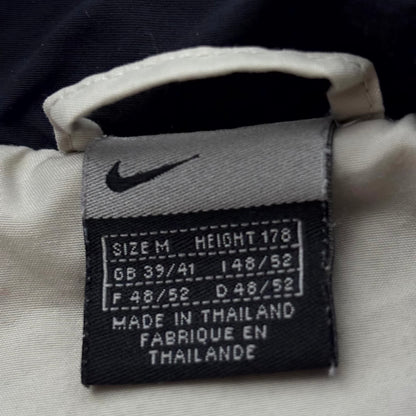 SIZE M HEIGHT 178
GB 39/41 I 48/52
F 48/52 D 48/52
MADE IN THAILAND
FABRIQUE EN
THAILANDE